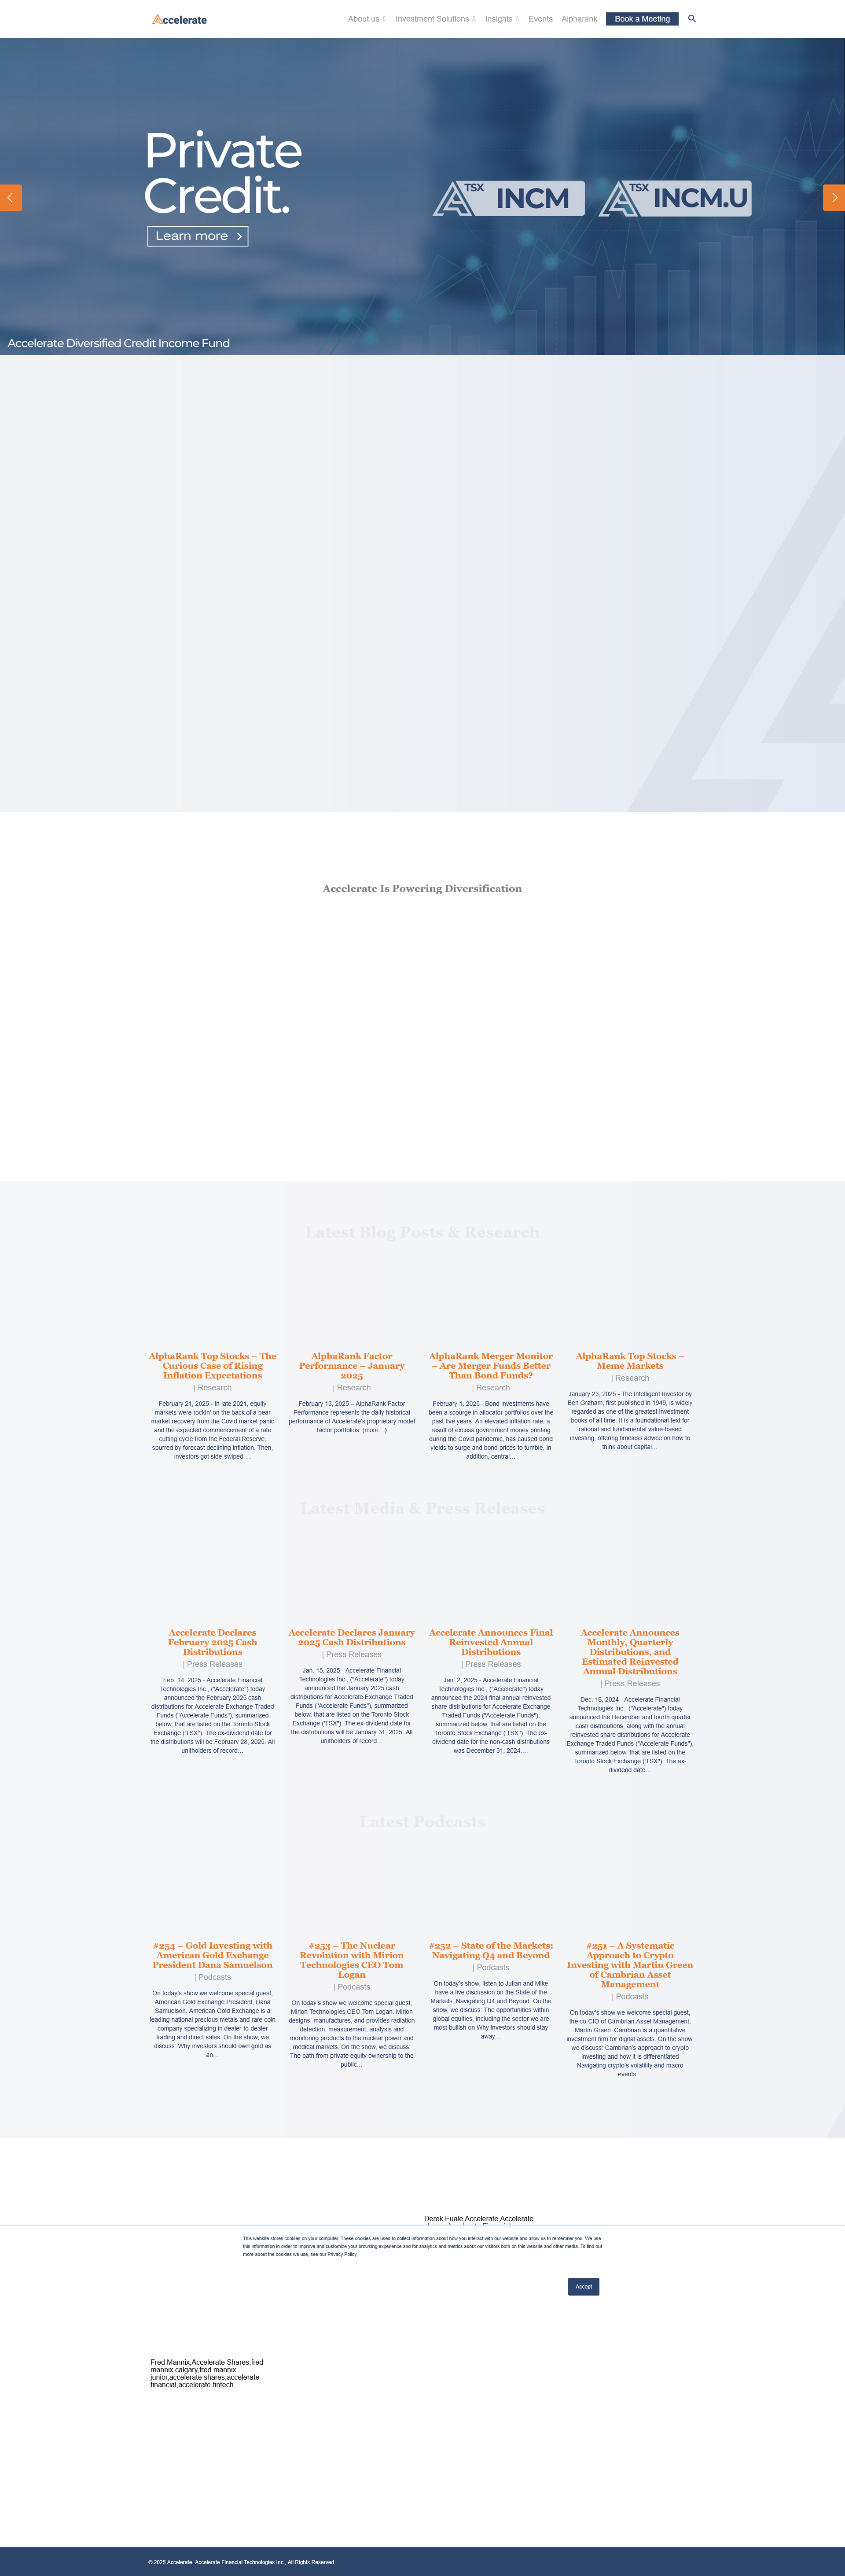 Accelerate
About us
Investment Solutions
Insights
Events
Alpharank
Book a Meeting
Private
Credit.
Learn more
TSX INCM
TSX INCM.U
Accelerate Diversified Credit Income Fund
Accelerate Is Powering Diversification
Latest Blog Posts & Research
AlphaRank Top Stocks – The
Curious Case of Rising
Inflation Expectations
| Research
February 21, 2025 - In late 2021, equity
markets were rockin' on the back of a bear
market recovery from the Covid market panic
and the expected commencement of a rate
cutting cycle from the Federal Reserve,
spurred by forecast declining inflation. Then,
investors got side-swiped....
AlphaRank Factor
Performance – January
2025
| Research
February 13, 2025 – AlphaRank Factor
Performance represents the daily historical
performance of Accelerate's proprietary model
factor portfolios. (more…)
AlphaRank Merger Monitor
– Are Merger Funds Better
Than Bond Funds?
| Research
February 1, 2025 - Bond investments have
been a scourge in allocator portfolios over the
past five years. An elevated inflation rate, a
result of excess government money printing
during the Covid pandemic, has caused bond
yields to surge and bond prices to tumble. In
addition, central...
AlphaRank Top Stocks –
Meme Markets
| Research
January 23, 2025 - The Intelligent Investor by
Ben Graham, first published in 1949, is widely
regarded as one of the greatest investment
books of all time. It is a foundational text for
rational and fundamental value-based
investing, offering timeless advice on how to
think about capital...
Latest Media & Press Releases
Accelerate Declares
February 2025 Cash
Distributions
| Press Releases
Feb. 14, 2025 - Accelerate Financial
Technologies Inc., ("Accelerate") today
announced the February 2025 cash
distributions for Accelerate Exchange Traded
Funds ("Accelerate Funds"), summarized
below, that are listed on the Toronto Stock
Exchange ("TSX"). The ex-dividend date for
the distributions will be February 28, 2025. All
unitholders of record...
Accelerate Declares January
2025 Cash Distributions
| Press Releases
Jan. 15, 2025 - Accelerate Financial
Technologies Inc., ("Accelerate") today
announced the January 2025 cash
distributions for Accelerate Exchange Traded
Funds ("Accelerate Funds"), summarized
below, that are listed on the Toronto Stock
Exchange ("TSX"). The ex-dividend date for
the distributions will be January 31, 2025. All
unitholders of record...
Accelerate Announces Final
Reinvested Annual
Distributions
| Press Releases
Jan. 2, 2025 - Accelerate Financial
Technologies Inc., ("Accelerate") today
announced the 2024 final annual reinvested
share distributions for Accelerate Exchange
Traded Funds ("Accelerate Funds"),
summarized below, that are listed on the
Toronto Stock Exchange ("TSX"). The ex-
dividend date for the non-cash distributions
was December 31, 2024....
Accelerate Announces
Monthly, Quarterly
Distributions, and
Estimated Reinvested
Annual Distributions
| Press Releases
Dec. 16, 2024 - Accelerate Financial
Technologies Inc., ("Accelerate") today
announced the December and fourth quarter
cash distributions, along with the annual
reinvested share distributions for Accelerate
Exchange Traded Funds ("Accelerate Funds"),
summarized below, that are listed on the
Toronto Stock Exchange ("TSX"). The ex-
dividend date...
Latest Podcasts
#254 – Gold Investing with
American Gold Exchange
President Dana Samuelson
| Podcasts
On today's show we welcome special guest,
American Gold Exchange President, Dana
Samuelson. American Gold Exchange is a
leading national precious metals and rare coin
company specializing in dealer-to-dealer
trading and direct sales. On the show, we
discuss: Why investors should own gold as
an...
#253 – The Nuclear
Revolution with Mirion
Technologies CEO Tom
Logan
| Podcasts
On today's show we welcome special guest,
Mirion Technologies CEO Tom Logan. Mirion
designs, manufactures, and provides radiation
detection, measurement, analysis and
monitoring products to the nuclear power and
medical markets. On the show, we discuss:
The path from private equity ownership to the
public...
#252 – State of the Markets:
Navigating Q4 and Beyond
| Podcasts
On today's show, listen to Julian and Mike
have a live discussion on the State of the
Markets: Navigating Q4 and Beyond. On the
show, we discuss: The opportunities within
global equities, including the sector we are
most bullish on Why investors should stay
away...
#251 – A Systematic
Approach to Crypto
Investing with Martin Green
of Cambrian Asset
Management
| Podcasts
On today's show we welcome special guest,
the co-CIO of Cambrian Asset Management,
Martin Green. Cambrian is a quantitative
investment firm for digital assets. On the show,
we discuss: Cambrian's approach to crypto
investing and how it is differentiated
Navigating crypto's volatility and macro
events...
Derek Euale,Accelerate,Accelerate
shares,Accelerate Financial
This website stores cookies on your computer. These cookies are used to collect information about how you interact with our website and allow us to remember you. We use
this information in order to improve and customize your browsing experience and for analytics and metrics about our visitors both on this website and other media. To find out
more about the cookies we use, see our Privacy Policy.
Accept
Fred Mannix,Accelerate Shares,fred
mannix calgary,fred mannix
junior,accelerate shares,accelerate
financial,accelerate fintech
© 2025 Accelerate. Accelerate Financial Technologies Inc., All Rights Reserved